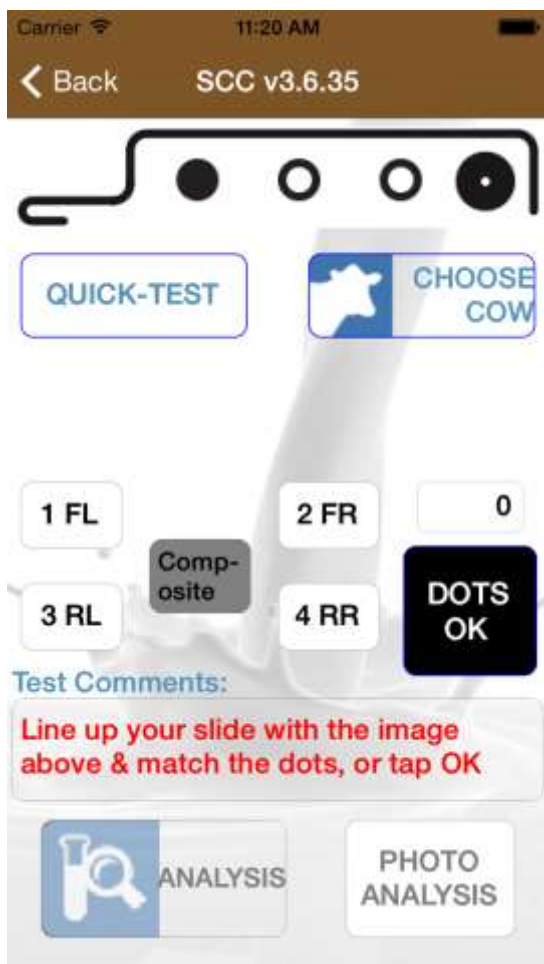 Carrier 11:20 AM
Back SCC v3.6.35
QUICK-TEST
CHOOSE
COW
1 FL
2 FR
0
Comp-
osite
3 RL
4 RR
DOTS
OK
Test Comments:
Line up your slide with the image
above & match the dots, or tap OK
ANALYSIS
PHOTO
ANALYSIS